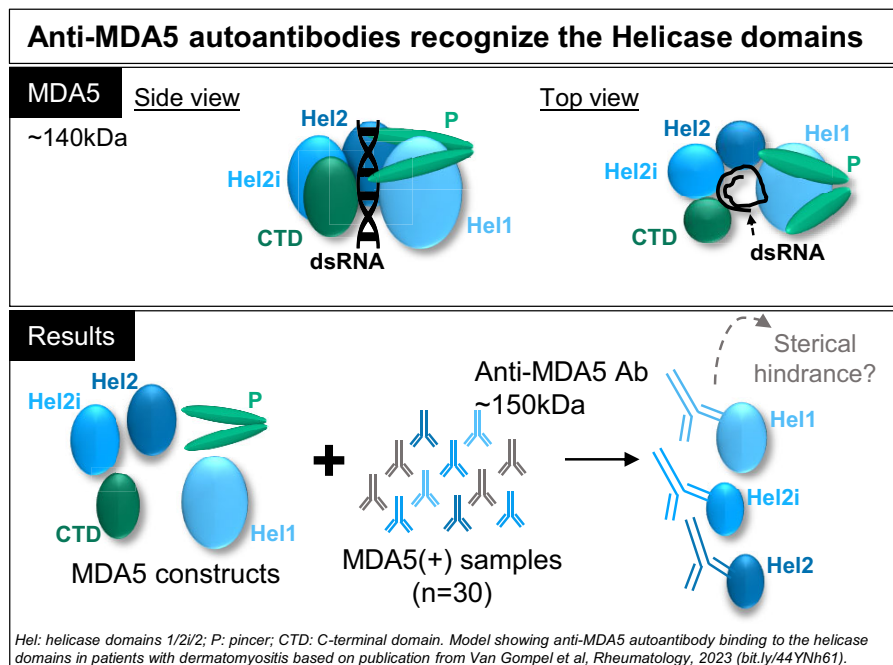 Anti-MDA5 autoantibodies recognize the Helicase domains
MDA5
~140kDa
Side view
Hel2
P
Hel2i
CTD
Hel1
dsRNA
Top view
Hel2
Hel1
Hel2i
P
CTD
dsRNA
Results
Hel2
Hel2i
P
CTD
Hel1
MDA5 constructs
+
Anti-MDA5 Ab
~150kDa
MDA5(+) samples
(n=30)
Sterical
hindrance?
Hel1
Hel2i
Hel2
Hel: helicase domains 1/2i/2; P: pincer; CTD: C-terminal domain. Model showing anti-MDA5 autoantibody binding to the helicase
domains in patients with dermatomyositis based on publication from Van Gompel et al, Rheumatology, 2023 (bit.ly/44YNh61).